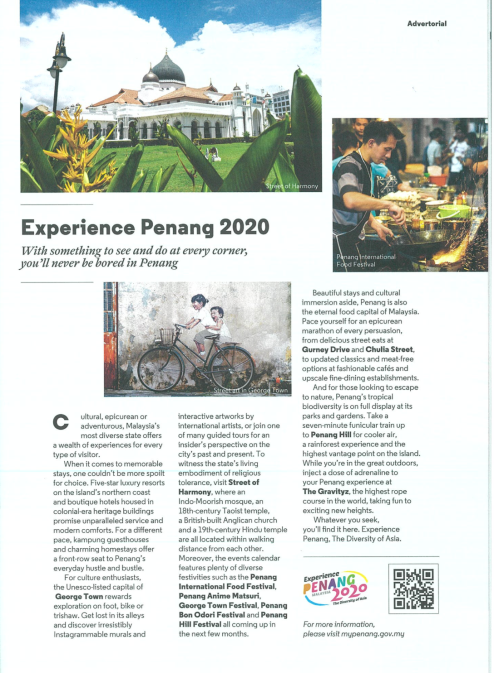 Advertorial
Street of Harmony
Penang International
Food Festival
Experience Penang 2020
With something to see and do at every corner,
you'll never be bored in Penang
Street art in George Town
Cultural, epicurean or
adventurous, Malaysia's
most diverse state offers
a wealth of experiences for every
type of visitor.
When it comes to memorable
stays, one couldn't be more spoilt
for choice. Five-star luxury resorts
on the island's northern coast
and boutique hotels housed in
colonial-era heritage buildings
promise unparalleled service and
modern comforts. For a different
pace, kampung guesthouses
and charming homestays offer
a front-row seat to Penang's
everyday hustle and bustle.
For culture enthusiasts,
the Unesco-listed capital of
George Town rewards
exploration on foot, bike or
trishaw. Get lost in its alleys
and discover irresistibly
Instagrammable murals and
interactive artworks by
international artists, or join one
of many guided tours for an
insider's perspective on the
city's past and present. To
witness the state's living
embodiment of religious
tolerance, visit Street of
Harmony, where an
Indo-Moorish mosque, an
18th-century Taoist temple,
a British-built Anglican church
and a 19th-century Hindu temple
are all located within walking
distance from each other.
Moreover, the events calendar
features plenty of diverse
festivities such as the Penang
International Food Festival,
Penang Anime Matsuri,
George Town Festival, Penang
Bon Odori Festival and Penang
Hill Festival all coming up in
the next few months.
Beautiful stays and cultural
immersion aside, Penang is also
the eternal food capital of Malaysia.
Pace yourself for an epicurean
marathon of every persuasion,
from delicious street eats at
Gurney Drive and Chulia Street,
to updated classics and meat-free
options at fashionable cafés and
upscale fine-dining establishments.
And for those looking to escape
to nature, Penang's tropical
biodiversity is on full display at its
parks and gardens. Take a
seven-minute funicular train up
to Penang Hill for cooler air,
a rainforest experience and the
highest vantage point on the island.
While you're in the great outdoors,
inject a dose of adrenaline to
your Penang experience at
The Gravityz, the highest rope
course in the world, taking fun to
exciting new heights.
Whatever you seek,
you'll find it here. Experience
Penang, The Diversity of Asia.
Experience
PENANG
MALAYSIA 2020
The Diversity of Asia
For more information,
please visit mypenang.gov.my